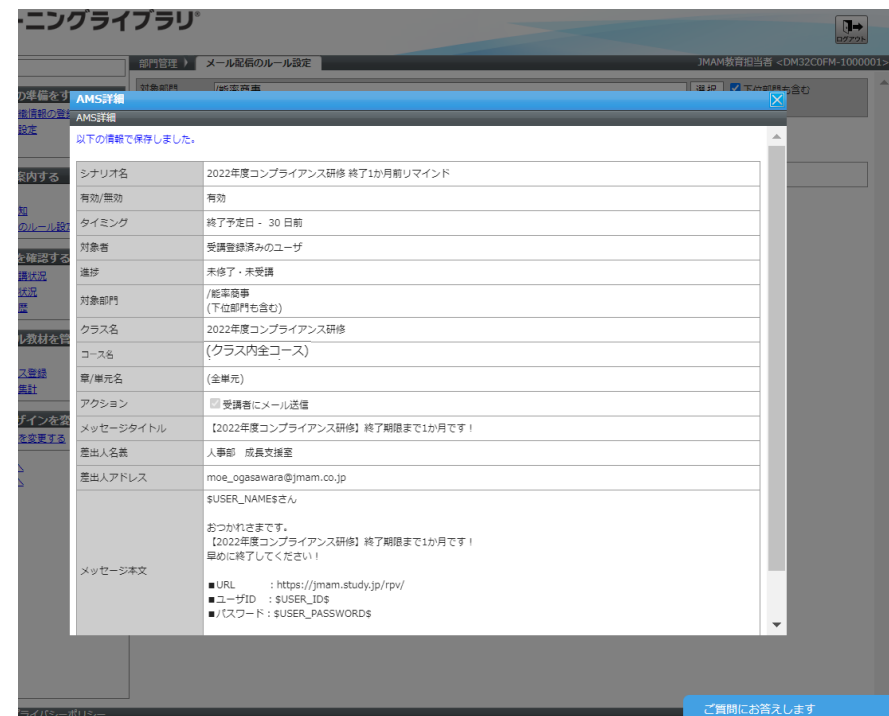 ーニングライブラリ®
ログアウト
部門管理 メール配信のルール設定 JMAM教育担当者 <DM32C0FM-1000001>
対象部門 /能率商事 選択 下位部門も含む
の準備をす
設定
案内する
知
のルール設
を確認する
講状況
状況
歴
ル教材を管
ス登録
集計
ザインを変
を変更する
AMS詳細
AMS詳細
以下の情報で保存しました。
シナリオ名 2022年度コンプライアンス研修 終了1か月前リマインド
有効/無効 有効
タイミング 終了予定日 - 30 日前
対象者 受講登録済みのユーザ
進捗 未修了・未受講
対象部門 /能率商事
(下位部門も含む)
クラス名 2022年度コンプライアンス研修
コース名 (クラス内全コース)
章/単元名 (全単元)
アクション 受講者にメール送信
メッセージタイトル 【2022年度コンプライアンス研修】終了期限まで1か月です！
差出人名義 人事部 成長支援室
差出人アドレス moe_ogasawara@jmam.co.jp
メッセージ本文 $USER_NAME$さん
おつかれさまです。
【2022年度コンプライアンス研修】終了期限まで1か月です！
早めに終了してください！
■URL : https://jmam.study.jp/rpv/
■ユーザID : $USER_ID$
■パスワード : $USER_PASSWORD$
ライバシーポリシー
ご質問にお答えします